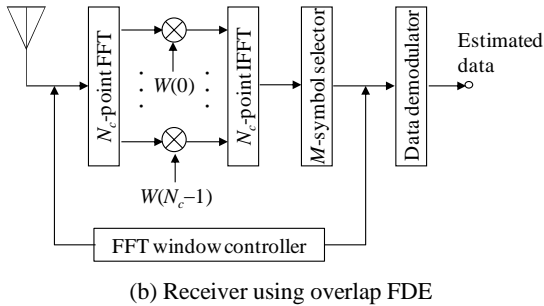 Estimated
data
N_c-point FFT
W(0)
N_c-point IFFT
M-symbol selector
Data demodulator
W(N_c–1)
FFT window controller
(b) Receiver using overlap FDE